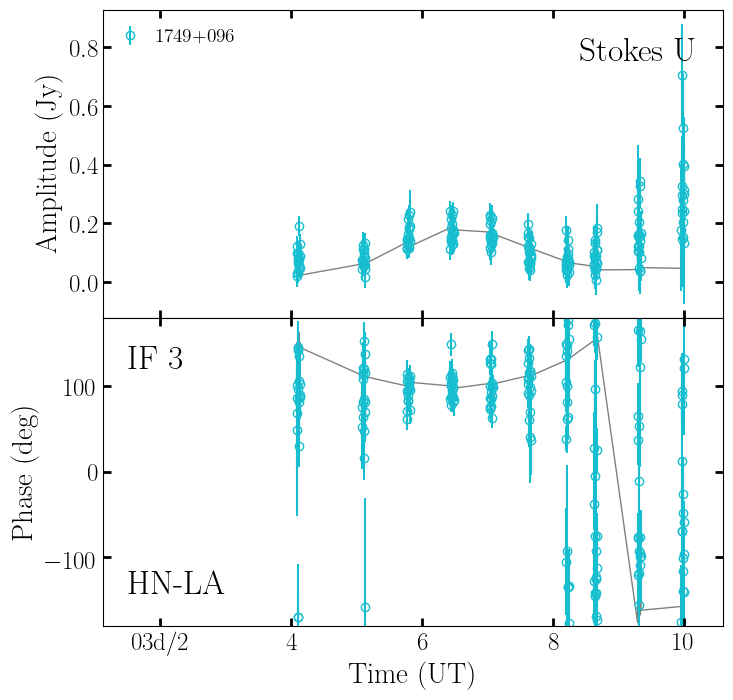 1749+096
Stokes U
0.8
0.6
0.4
0.2
0.0
Amplitude (Jy)
IF 3
100
0
−100
Phase (deg)
HN-LA
03d/2 4 6 8 10
Time (UT)